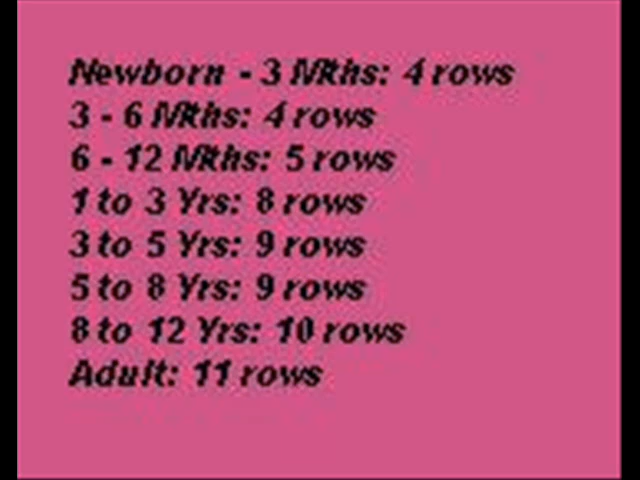 Newborn - 3 Mths: 4 rows
3 - 6 Mths: 4 rows
6 - 12 Mths: 5 rows
1 to 3 Yrs: 8 rows
3 to 5 Yrs: 9 rows
5 to 8 Yrs: 9 rows
8 to 12 Yrs: 10 rows
Adult: 11 rows